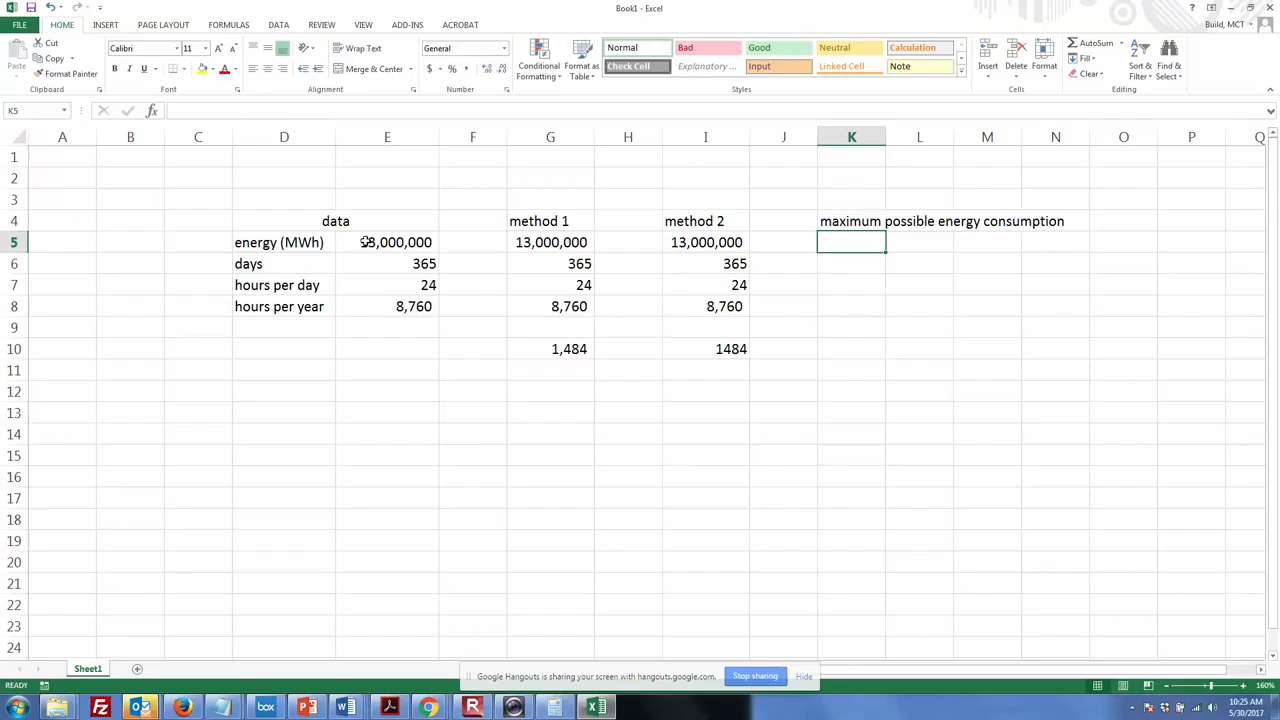 Book1 - Excel
FILE HOME INSERT PAGE LAYOUT FORMULAS DATA REVIEW VIEW ADD-INS ACROBAT Build, MCT
Cut
Copy
Format Painter
Paste
Clipboard
Calibri 11
Font
Wrap Text
Merge & Center
Alignment
General
$ % ,
Number
Conditional Formatting
Format as Table
Normal Bad Good Neutral Calculation
Check Cell Explanatory ... Input Linked Cell Note
Styles
Insert Delete Format
Cells
AutoSum
Fill
Clear
Sort & Filter
Find & Select
Editing
K5 fx
A B C D E F G H I J K L M N O P Q
1
2
3
4 data method 1 method 2 maximum possible energy consumption
5 energy (MWh) 13,000,000 13,000,000 13,000,000
6 days 365 365 365
7 hours per day 24 24 24
8 hours per year 8,760 8,760 8,760
9
10 1,484 1484
11
12
13
14
15
16
17
18
19
20
21
22
23
24
Sheet1
Google Hangouts is sharing your screen with hangouts.google.com. Stop sharing Hide
READY 160%
10:25 AM
5/30/2017